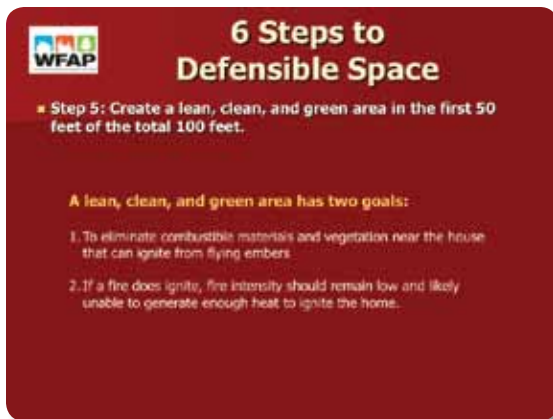 WFAP
6 Steps to
Defensible Space
Step 5: Create a lean, clean, and green area in the first 50
feet of the total 100 feet.
A lean, clean, and green area has two goals:
1. To eliminate combustible materials and vegetation near the house
that can ignite from flying embers
2. If a fire does ignite, fire intensity should remain low and likely
unable to generate enough heat to ignite the home.